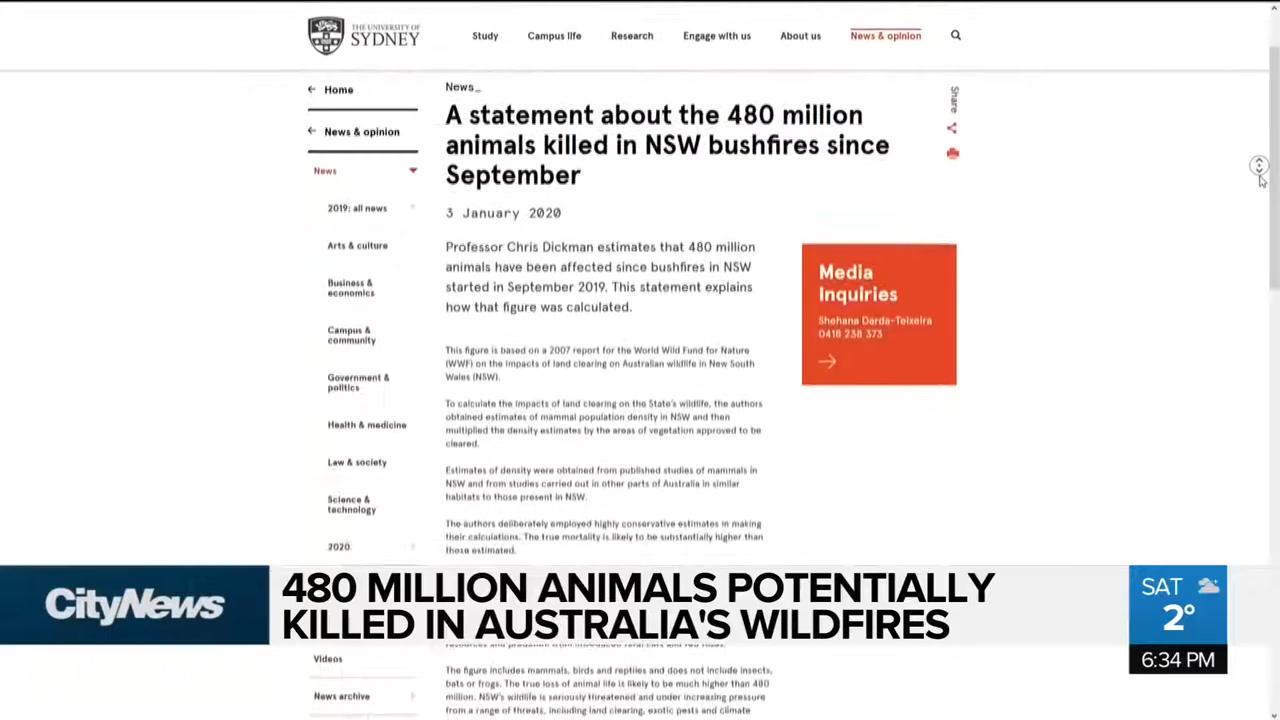 THE UNIVERSITY OF
SYDNEY
Study
Campus life
Research
Engage with us
About us
News & opinion
Home
News & opinion
News
2019: all news
Arts & culture
Business &
economics
Campus &
community
Government &
politics
Health & medicine
Law & society
Science &
technology
2020
News_
A statement about the 480 million
animals killed in NSW bushfires since
September
3 January 2020
Professor Chris Dickman estimates that 480 million
animals have been affected since bushfires in NSW
started in September 2019. This statement explains
how that figure was calculated.
This figure is based on a 2007 report for the World Wild Fund for Nature
(WWF) on the impacts of land clearing on Australian wildlife in New South
Wales (NSW).
To calculate the impacts of land clearing on the State's wildlife, the authors
obtained estimates of mammal population density in NSW and then
multiplied the density estimates by the areas of vegetation approved to be
cleared.
Estimates of density were obtained from published studies of mammals in
NSW and from studies carried out in other parts of Australia in similar
habitats to those present in NSW.
The authors deliberately employed highly conservative estimates in making
their calculations. The true mortality is likely to be substantially higher than
those estimated.
Share
Media
Inquiries
Shehana Darda-Teixeira
0418 238 373
CityNews
480 MILLION ANIMALS POTENTIALLY
KILLED IN AUSTRALIA'S WILDFIRES
SAT
2°
6:34 PM
Videos
News archive
The figure includes mammals, birds and reptiles and does not include insects,
bats or frogs. The true loss of animal life is likely to be much higher than 480
million. NSW's wildlife is seriously threatened and under increasing pressure
from a range of threats, including land clearing, exotic pests and climate